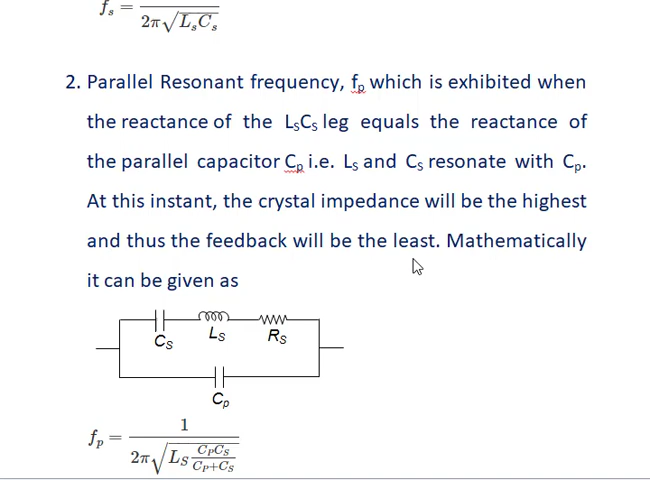 fs =
2π√LsCs
2. Parallel Resonant frequency, fp which is exhibited when
the reactance of the LsCs leg equals the reactance of
the parallel capacitor Cp i.e. Ls and Cs resonate with Cp.
At this instant, the crystal impedance will be the highest
and thus the feedback will be the least. Mathematically
it can be given as
Cs Ls Rs
Cp
fp = 1 / 2π√(LS CPCS / CP+CS)